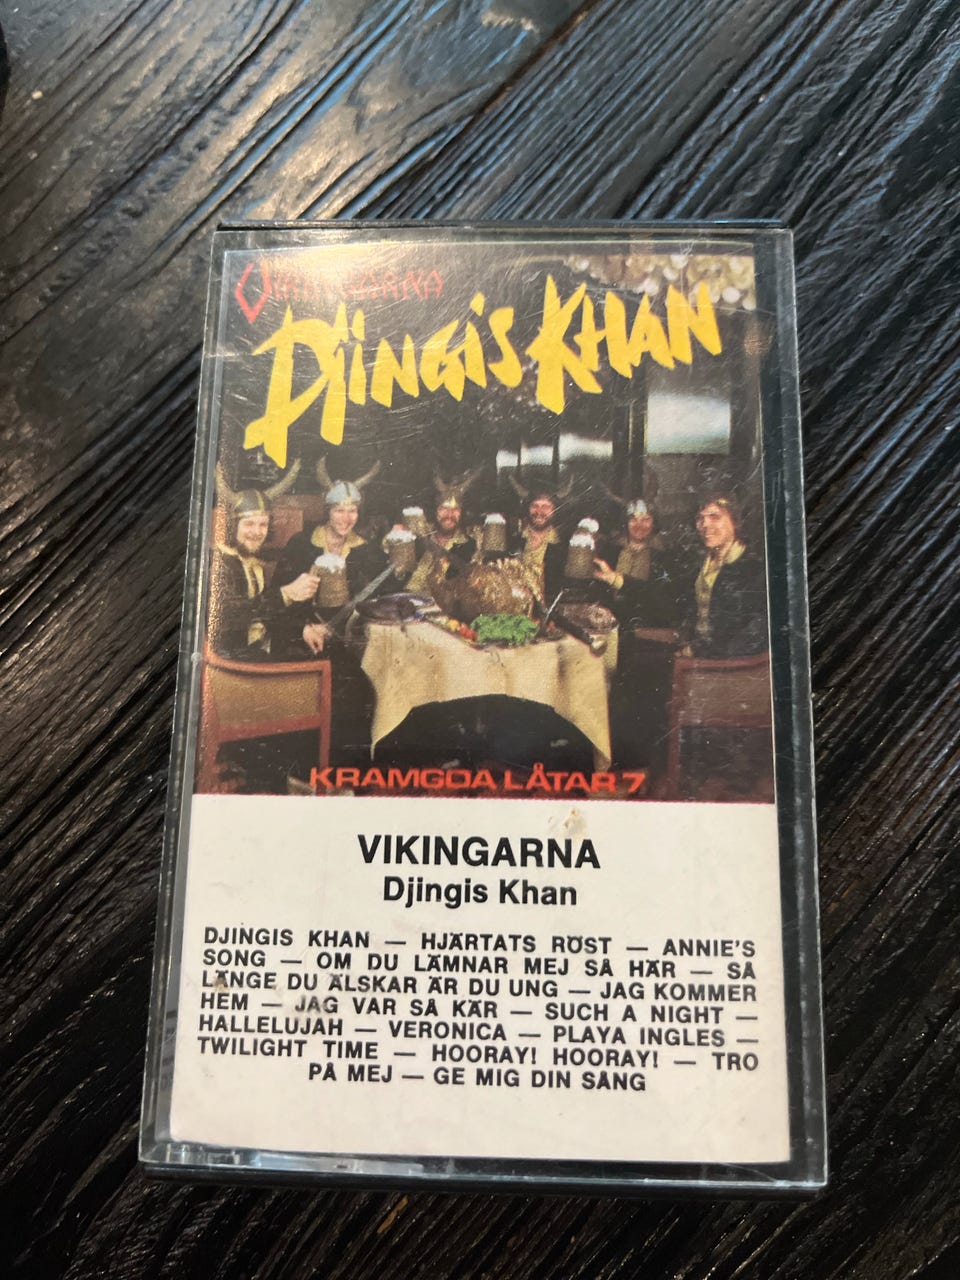 VIKINGARNA
DJINGIS KHAN
KRAMGOA LÅTAR 7
VIKINGARNA
Djingis Khan
DJINGIS KHAN — HJÄRTATS RÖST — ANNIE'S
SONG — OM DU LÄMNAR MEJ SÅ HÄR — SÅ
LÄNGE DU ÄLSKAR ÄR DU UNG — JAG KOMMER
HEM — JAG VAR SÅ KÄR — SUCH A NIGHT —
HALLELUJAH — VERONICA — PLAYA INGLES —
TWILIGHT TIME — HOORAY! HOORAY! — TRO
PÅ MEJ — GE MIG DIN SÅNG